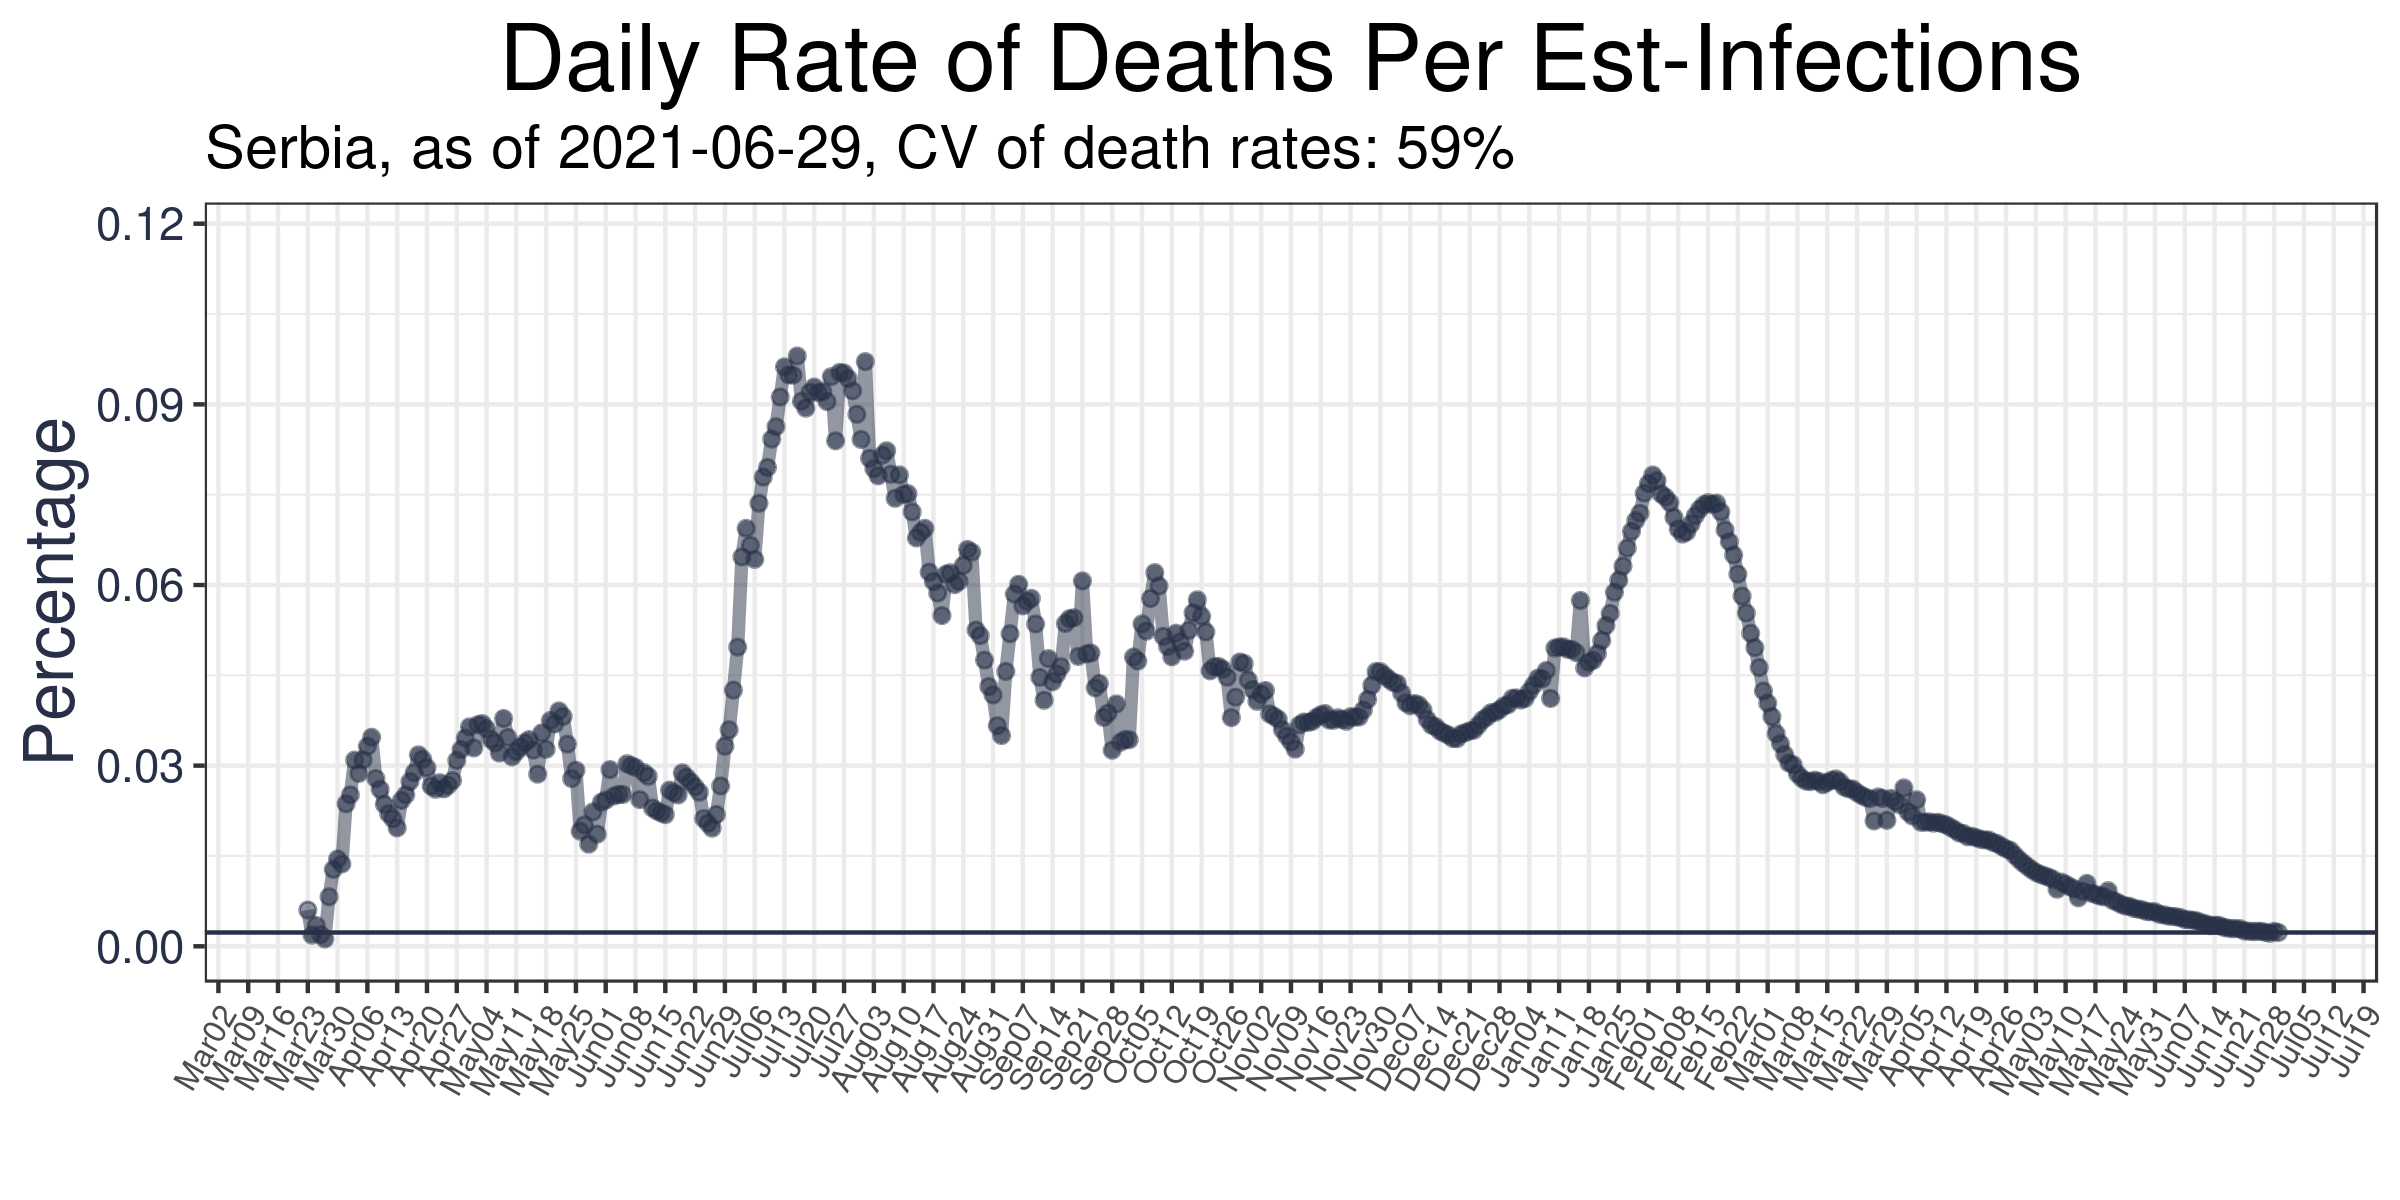 Daily Rate of Deaths Per Est-Infections
Serbia, as of 2021-06-29, CV of death rates: 59%
Percentage
0.12
0.09
0.06
0.03
0.00
Mar02
Mar09
Mar16
Mar23
Mar30
Apr06
Apr13
Apr20
Apr27
May04
May11
May18
May25
Jun01
Jun08
Jun15
Jun22
Jun29
Jul06
Jul13
Jul20
Jul27
Aug03
Aug10
Aug17
Aug24
Aug31
Sep07
Sep14
Sep21
Sep28
Oct05
Oct12
Oct19
Oct26
Nov02
Nov09
Nov16
Nov23
Nov30
Dec07
Dec14
Dec21
Dec28
Jan04
Jan11
Jan18
Jan25
Feb01
Feb08
Feb15
Feb22
Mar01
Mar08
Mar15
Mar22
Mar29
Apr05
Apr12
Apr19
Apr26
May03
May10
May17
May24
May31
Jun07
Jun14
Jun21
Jun28
Jul05
Jul12
Jul19